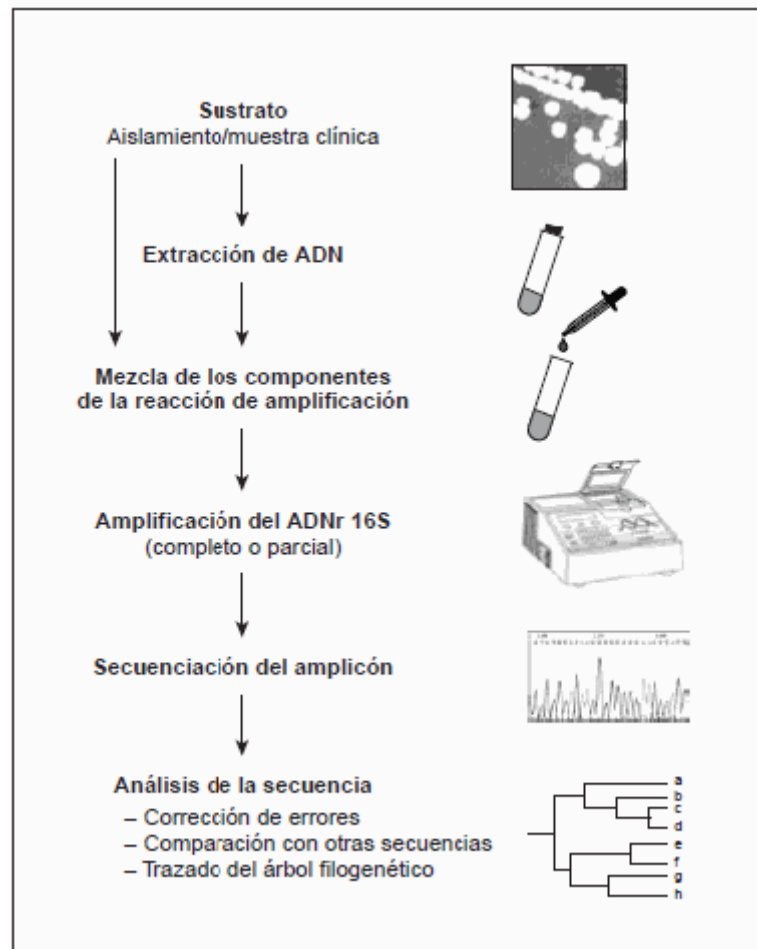 Sustrato
Aislamiento/muestra clínica
Extracción de ADN
Mezcla de los componentes
de la reacción de amplificación
Amplificación del ADNr 16S
(completo o parcial)
Secuenciación del amplicón
Análisis de la secuencia
– Corrección de errores
– Comparación con otras secuencias
– Trazado del árbol filogenético
a
b
c
d
e
f
g
h